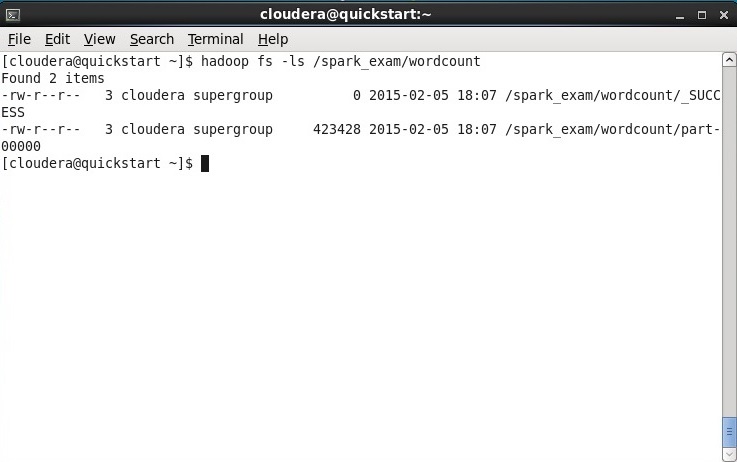 cloudera@quickstart:~
File Edit View Search Terminal Help
[cloudera@quickstart ~]$ hadoop fs -ls /spark_exam/wordcount
Found 2 items
-rw-r--r--   3 cloudera supergroup          0 2015-02-05 18:07 /spark_exam/wordcount/_SUCC
ESS
-rw-r--r--   3 cloudera supergroup     423428 2015-02-05 18:07 /spark_exam/wordcount/part-
00000
[cloudera@quickstart ~]$